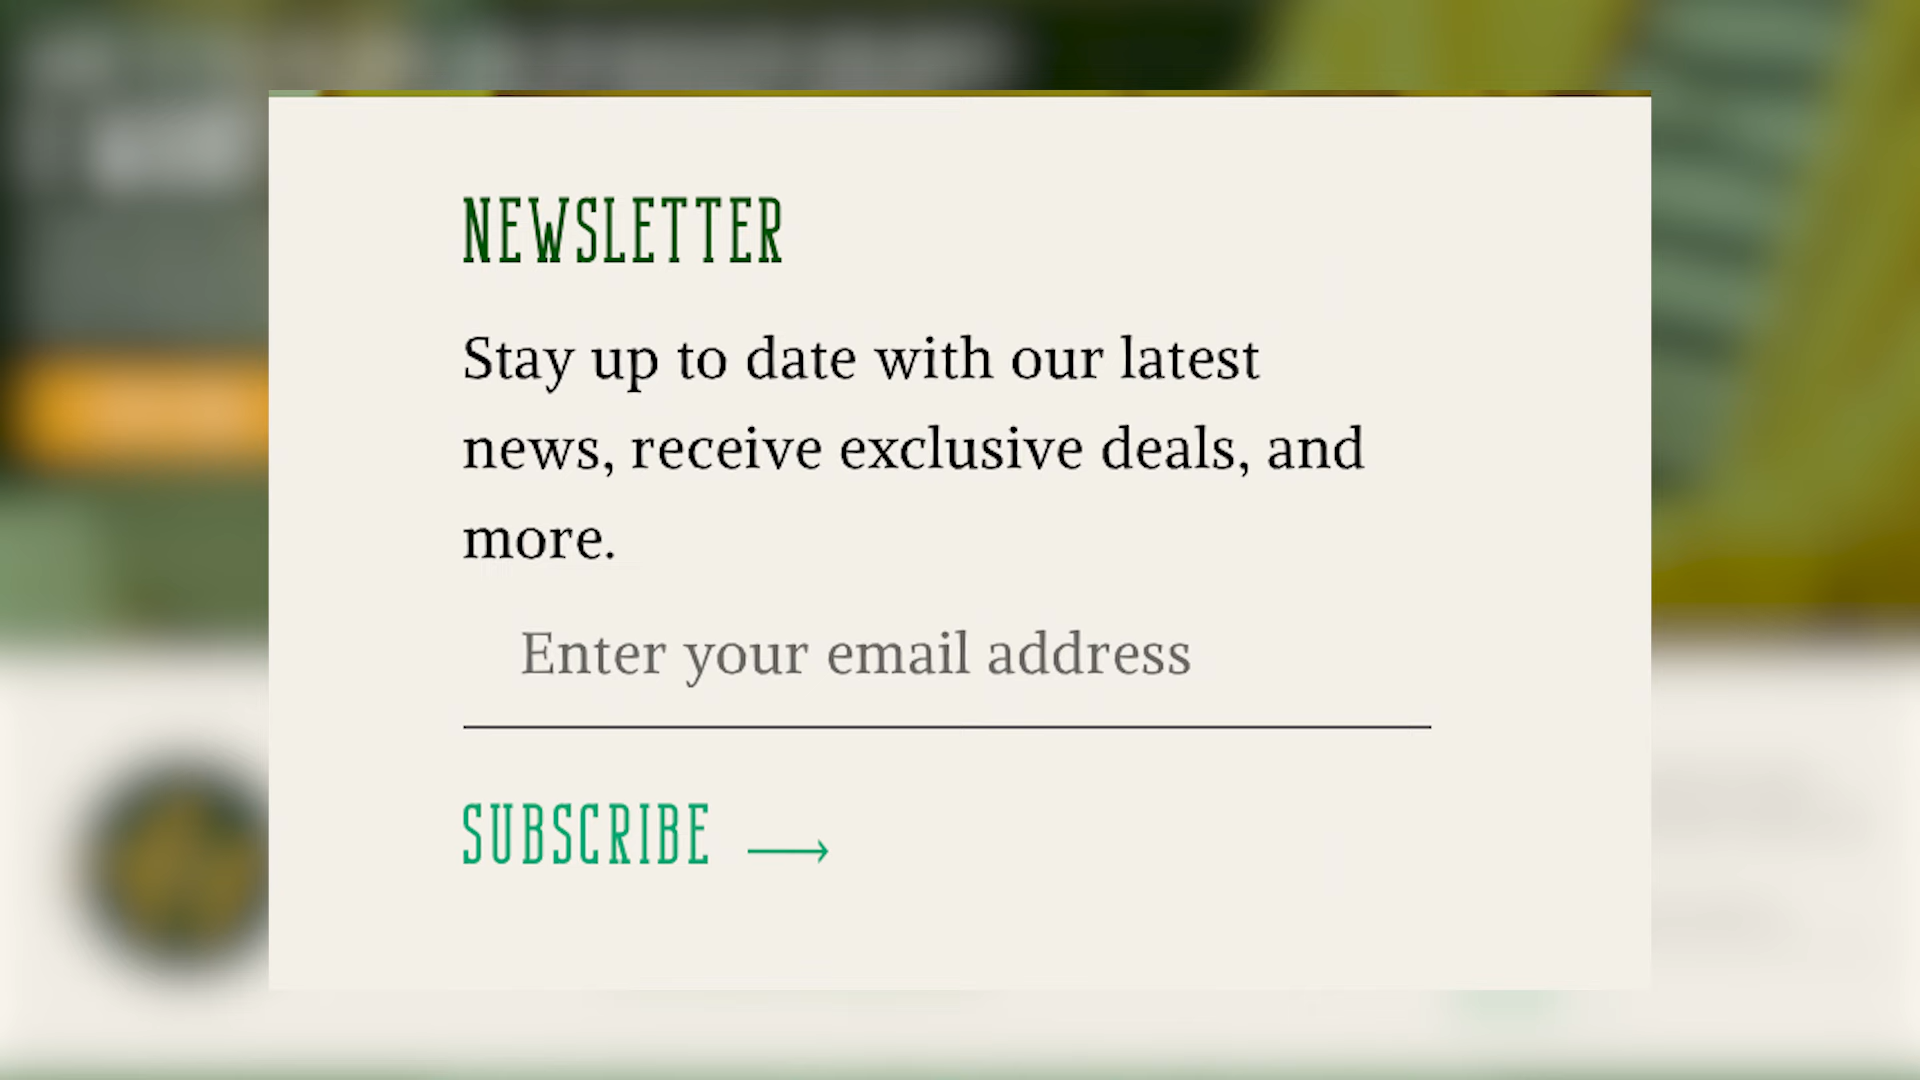 NEWSLETTER
Stay up to date with our latest
news, receive exclusive deals, and
more.
Enter your email address
SUBSCRIBE